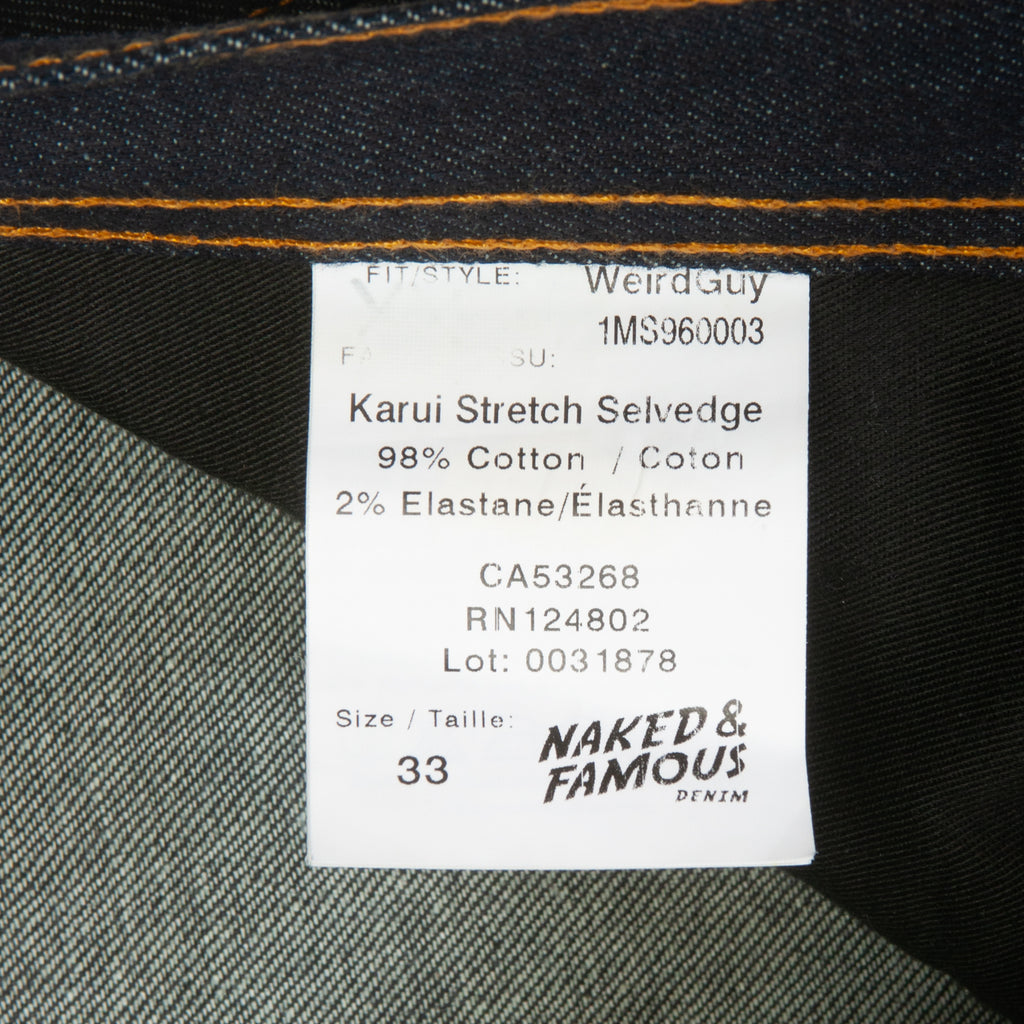 FIT/STYLE: WeirdGuy
1MS960003
Karui Stretch Selvedge
98% Cotton / Coton
2% Elastane/Élasthanne
CA53268
RN124802
Lot: 0031878
Size / Taille:
33
NAKED &
FAMOUS
DENIM